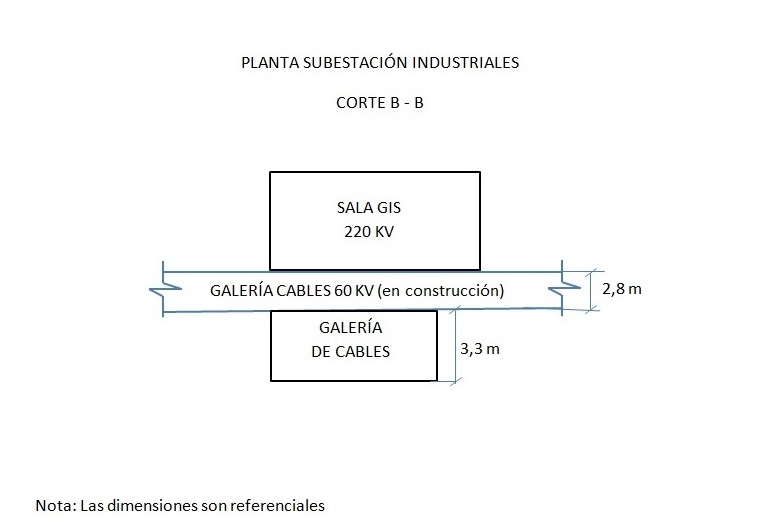 PLANTA SUBESTACIÓN INDUSTRIALES
CORTE B - B
SALA GIS
220 KV
GALERÍA CABLES 60 KV (en construcción)
2,8 m
GALERÍA
DE CABLES
3,3 m
Nota: Las dimensiones son referenciales